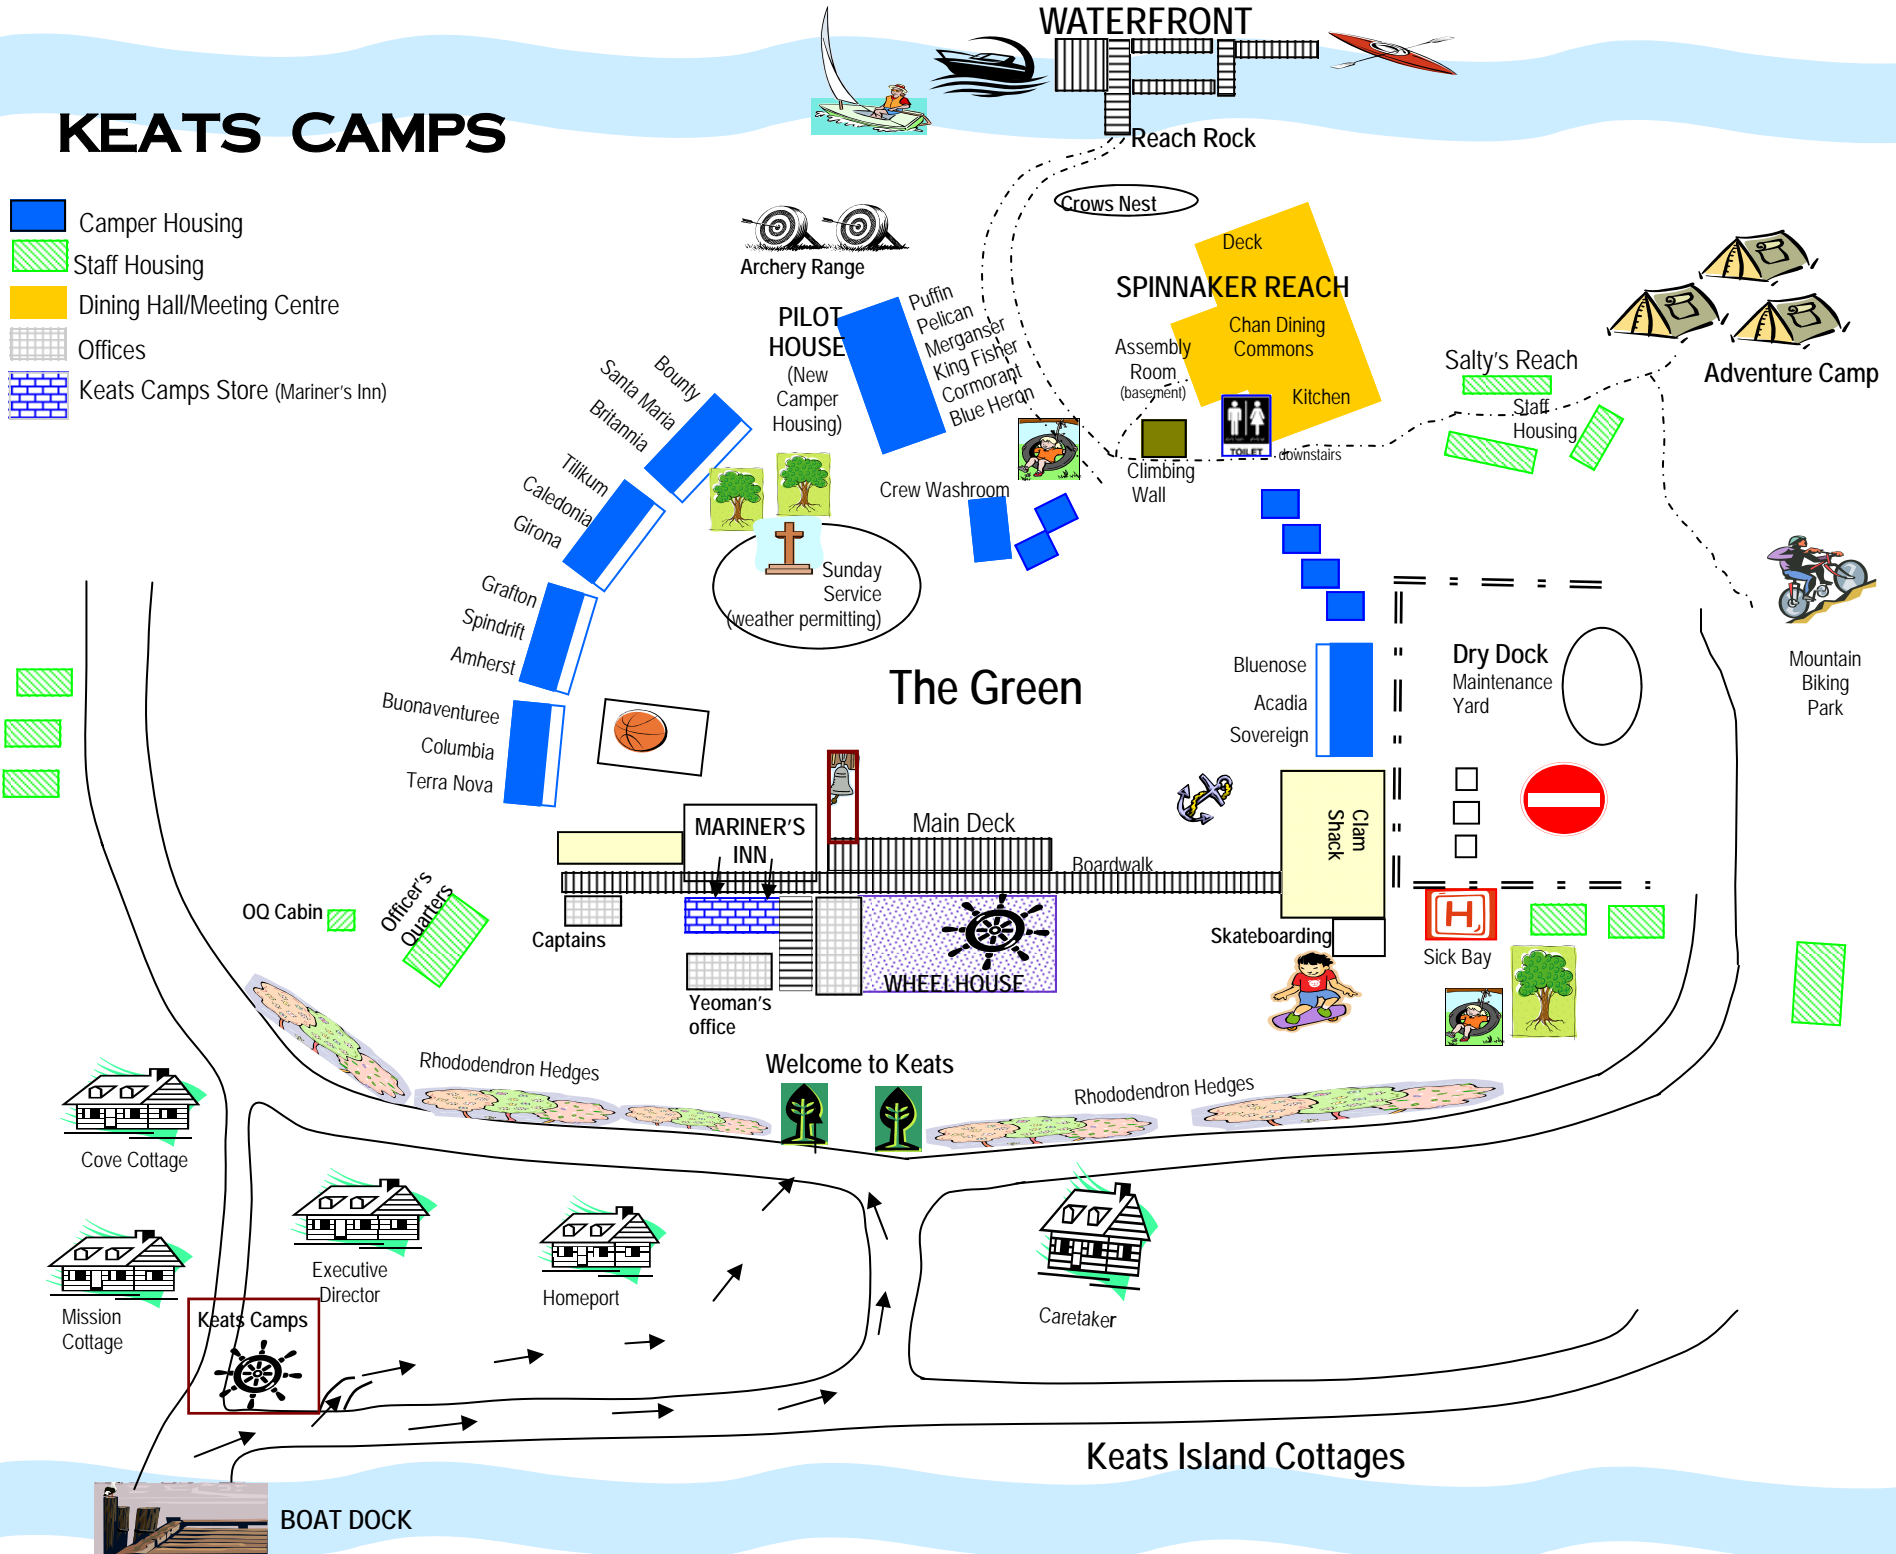 WATERFRONT
Reach Rock
KEATS CAMPS
Camper Housing
Staff Housing
Dining Hall/Meeting Centre
Offices
Keats Camps Store (Mariner's Inn)
Crows Nest
Archery Range
Deck
SPINNAKER REACH
Chan Dining
Commons
Kitchen
Assembly
Room
(basement)
PILOT
HOUSE
(New
Camper
Housing)
Puffin
Pelican
Merganser
King Fisher
Cormorant
Blue Heron
Salty's Reach
Staff
Housing
Adventure Camp
Bounty
Santa Maria
Britannia
Tilikum
Caledonia
Girona
Grafton
Spindrift
Amherst
Buonaventuree
Columbia
Terra Nova
TOILET
downstairs
Climbing
Wall
Crew Washroom
Sunday
Service
(weather permitting)
The Green
Bluenose
Acadia
Sovereign
Dry Dock
Maintenance
Yard
Mountain
Biking
Park
MARINER'S
INN
Main Deck
Boardwalk
Clam
Shack
OQ Cabin
Officer's
Quarters
Captains
WHEELHOUSE
Yeoman's
office
Skateboarding
H
Sick Bay
Rhododendron Hedges
Welcome to Keats
Rhododendron Hedges
Cove Cottage
Mission
Cottage
Executive
Director
Homeport
Caretaker
Keats Camps
Keats Island Cottages
BOAT DOCK